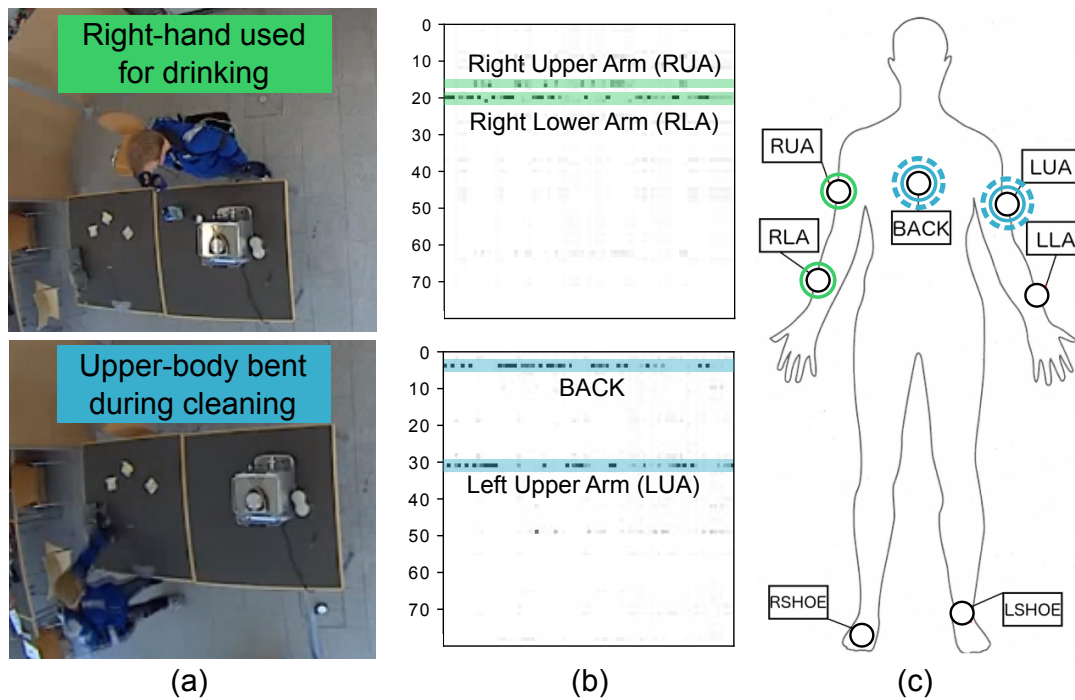 Right-hand used
for drinking
0
10
20
30
40
50
60
70
Right Upper Arm (RUA)
Right Lower Arm (RLA)
RUA
LUA
BACK
RLA
LLA
RSHOE
LSHOE
Upper-body bent
during cleaning
0
10
20
30
40
50
60
70
BACK
Left Upper Arm (LUA)
(a)
(b)
(c)